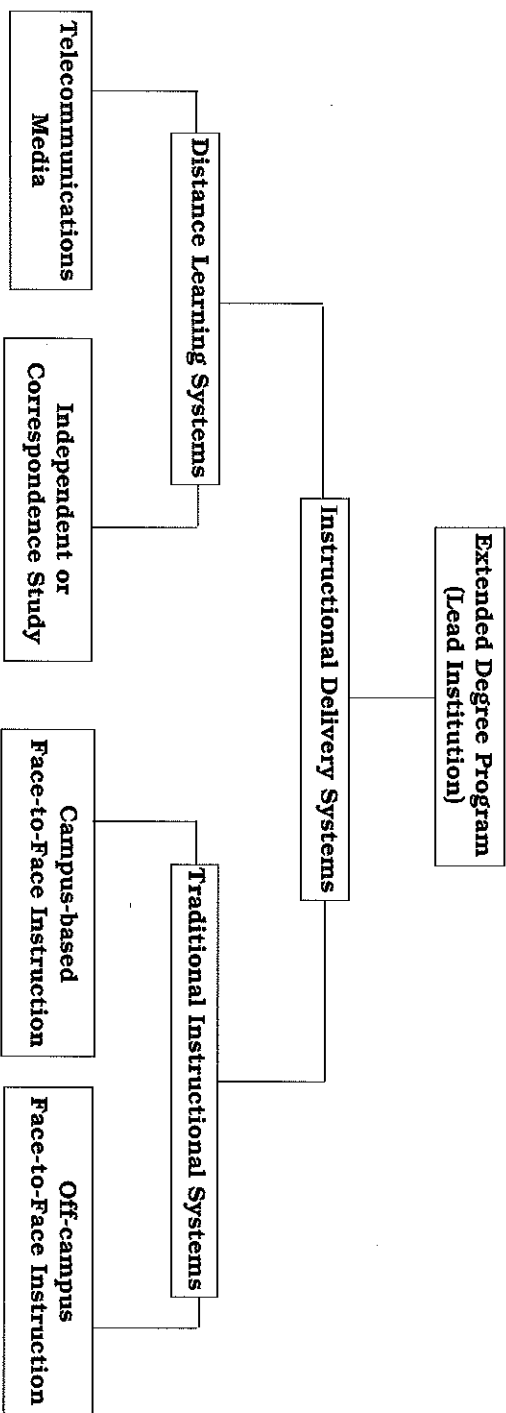 Extended Degree Program
(Lead Institution)
Instructional Delivery Systems
Distance Learning Systems
Traditional Instructional Systems
Telecommunications
Media
Independent or
Correspondence Study
Campus-based
Face-to-Face Instruction
Off-campus
Face-to-Face Instruction